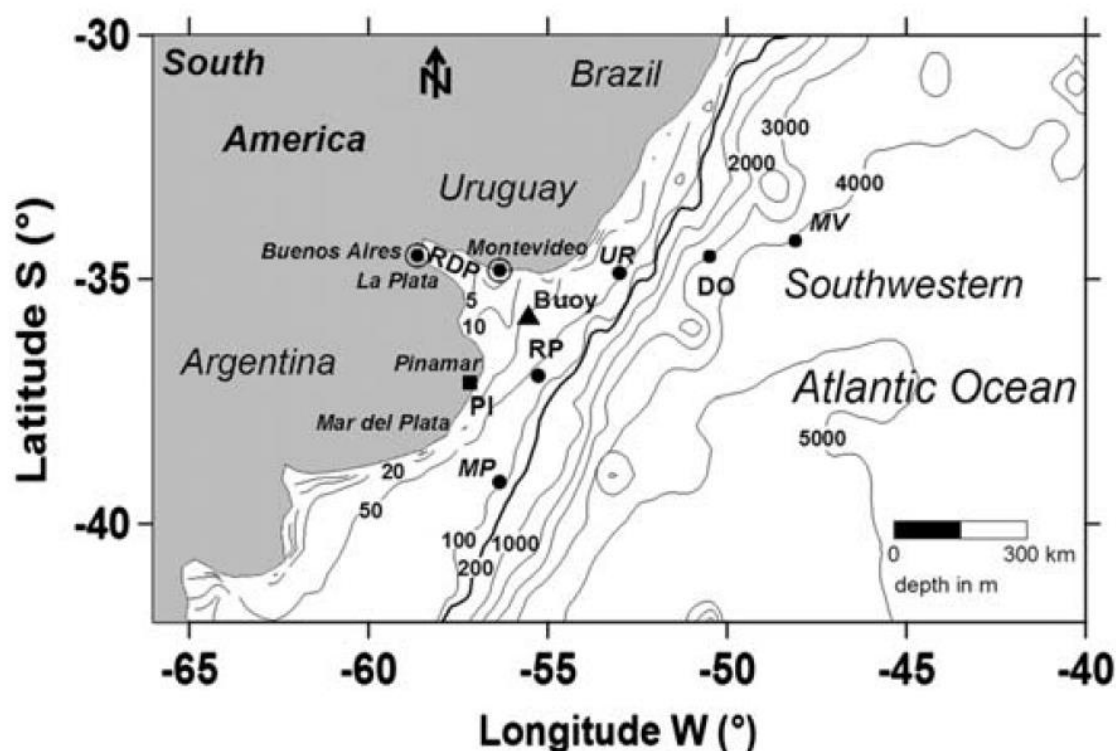 -30
South
Brazil
N
America
3000
2000
4000
Uruguay
MV
Buenos Aires
RDP
Montevideo
UR
-35
La Plata
DO
Southwestern
5
Buoy
10
RP
Argentina
Pinamar
Atlantic Ocean
PI
Mar del Plata
5000
MP
20
50
-40
100
1000
200
0
300 km
depth in m
-65
-60
-55
-50
-45
-40
Latitude S (°)
Longitude W (°)